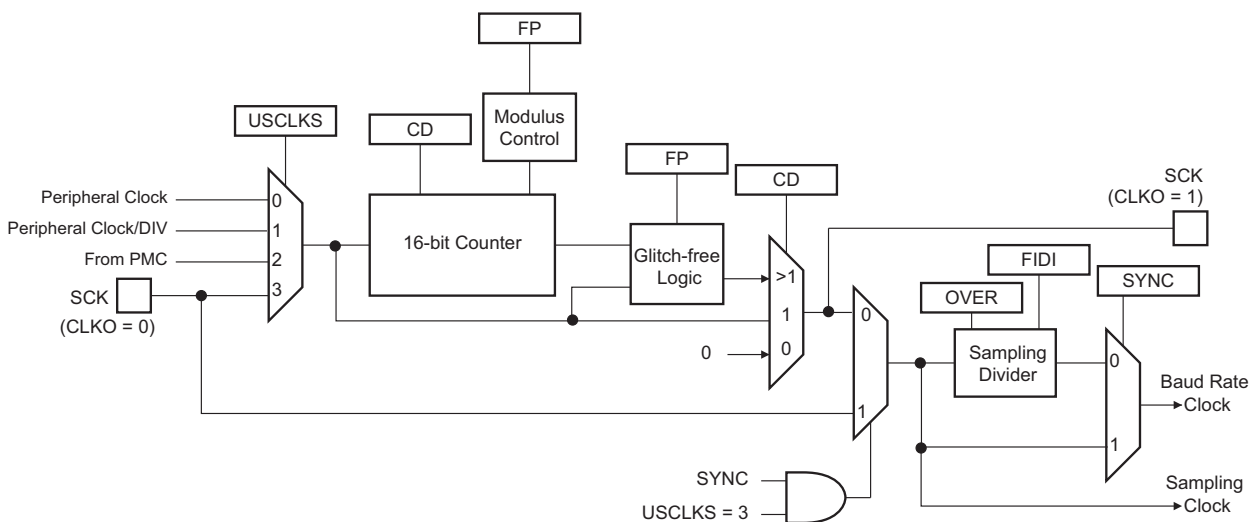 FP
Modulus
Control
USCLKS
CD
FP
CD
SCK
(CLKO = 1)
Peripheral Clock
0
Peripheral Clock/DIV
1
From PMC
2
3
SCK
(CLKO = 0)
16-bit Counter
Glitch-free
Logic
>1
1
0
0
FIDI
OVER
SYNC
0
1
Sampling
Divider
0
1
Baud Rate
Clock
SYNC
USCLKS = 3
Sampling
Clock